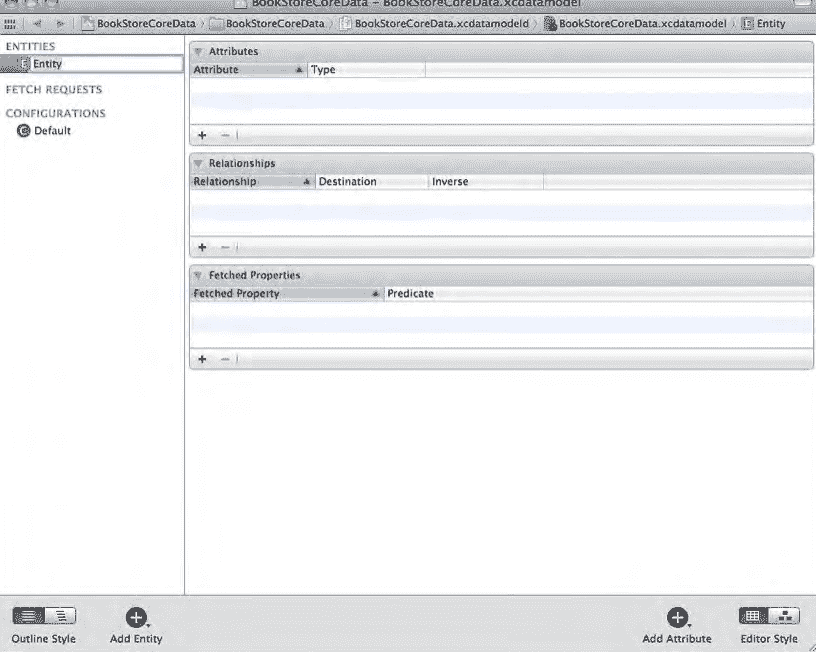 BookStoreCoreData – BookStoreCoreData.xcdatamodel
BookStoreCoreData BookStoreCoreData BookStoreCoreData.xcdatamodeld BookStoreCoreData.xcdatamodel E Entity
ENTITIES
E Entity
FETCH REQUESTS
CONFIGURATIONS
C Default
Attributes
Attribute Type
+ −
Relationships
Relationship Destination Inverse
+ −
Fetched Properties
Fetched Property Predicate
+ −
Outline Style Add Entity Add Attribute Editor Style